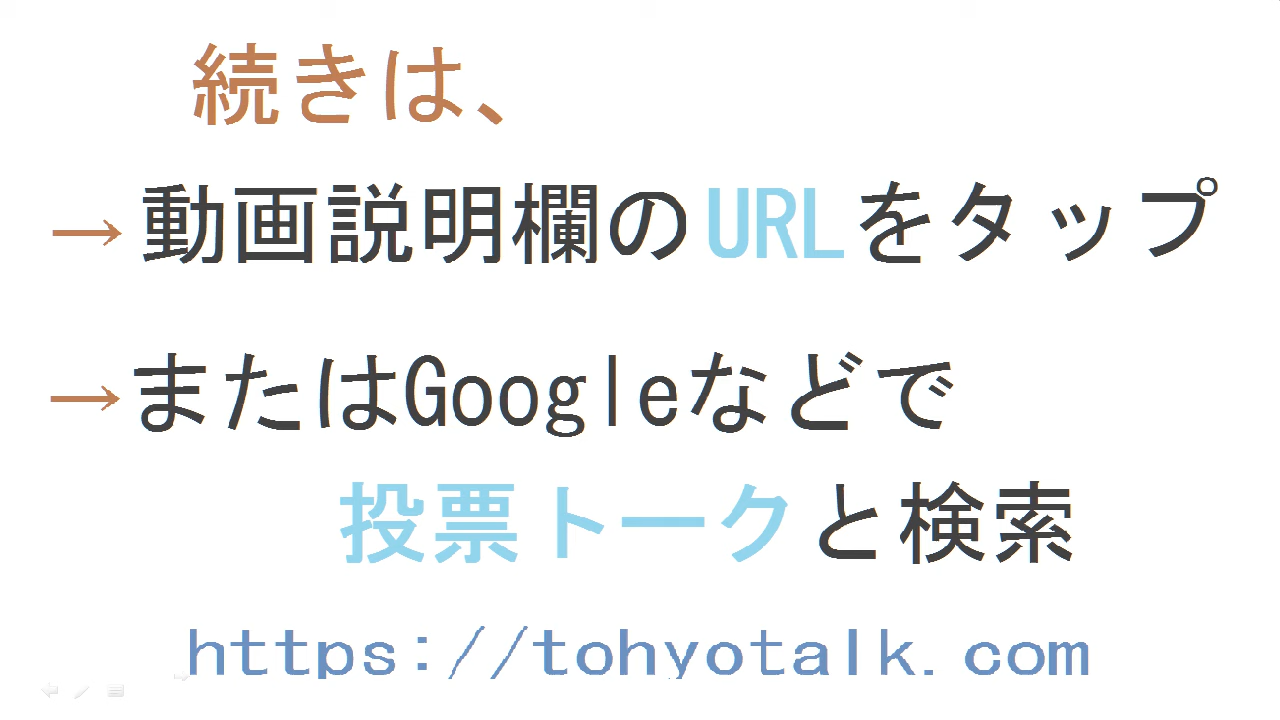 続きは、
→動画説明欄のURLをタップ
→またはGoogleなどで
投票トークと検索
https://tohyotalk.com